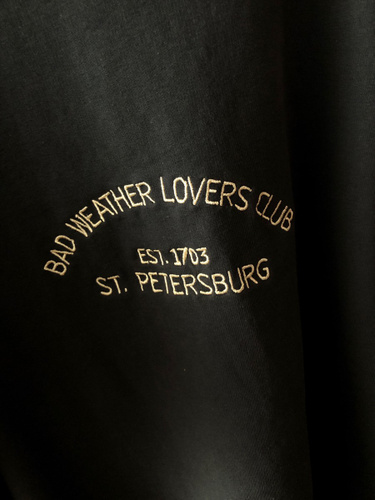 BAD WEATHER LOVERS CLUB
EST. 1703
ST. PETERSBURG